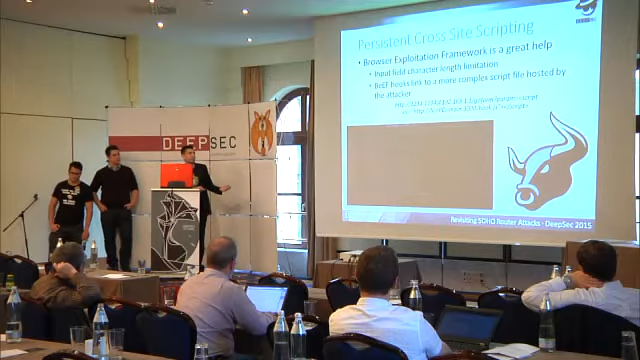 Persistent Cross Site Scripting
• Browser Exploitation Framework is a great help
• Input field character length limitation
• BeEF hooks link to a more complex script file hosted by
the attacker
DEEPSEC
Revisiting SOHO Router Attacks - DeepSec 2015